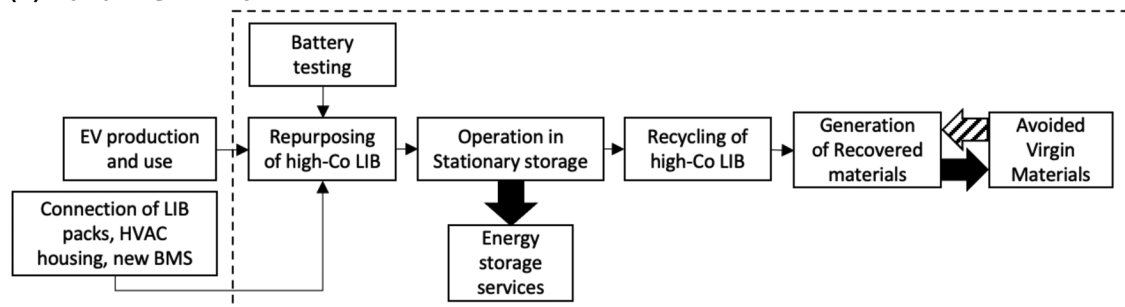 Battery
testing
EV production
and use
Repurposing
of high-Co LIB
Operation in
Stationary storage
Recycling of
high-Co LIB
Generation
of Recovered
materials
Avoided
Virgin
Materials
Connection of LIB
packs, HVAC
housing, new BMS
Energy
storage
services